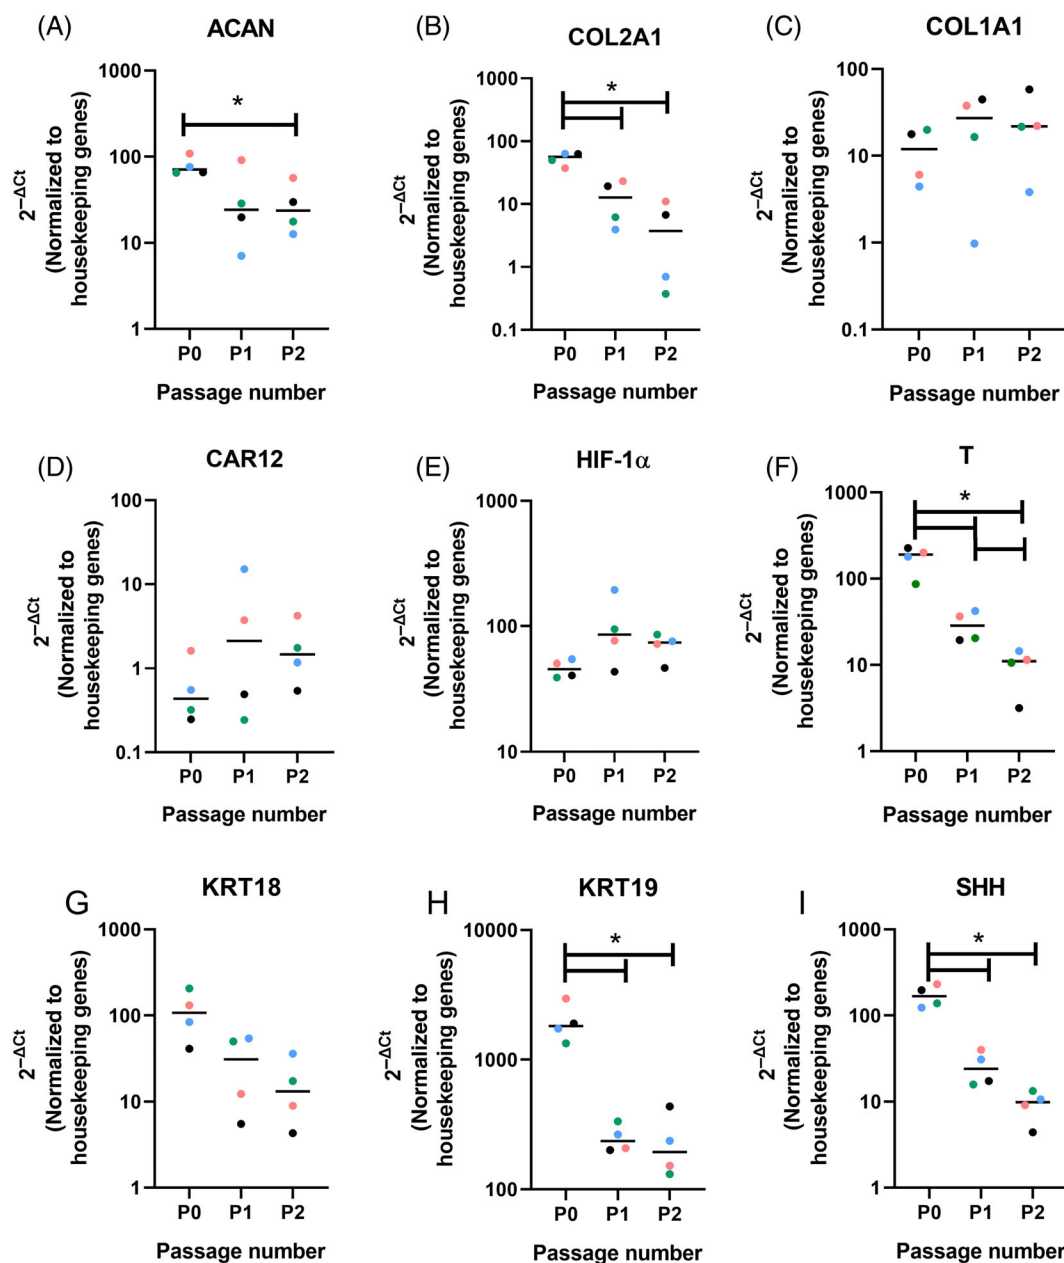 (A)
ACAN
2^−ΔCt
(Normalized to
housekeeping genes)
1000
100
10
1
*
P0 P1 P2
Passage number
(B)
COL2A1
2^−ΔCt
(Normalized to
housekeeping genes)
1000
100
10
1
0.1
*
P0 P1 P2
Passage number
(C)
COL1A1
2^−ΔCt
(Normalized to
housekeeping genes)
100
10
1
0.1
P0 P1 P2
Passage number
(D)
CAR12
2^−ΔCt
(Normalized to
housekeeping genes)
100
10
1
0.1
P0 P1 P2
Passage number
(E)
HIF-1α
2^−ΔCt
(Normalized to
housekeeping genes)
1000
100
10
P0 P1 P2
Passage number
(F)
T
2^−ΔCt
(Normalized to
housekeeping genes)
1000
100
10
1
*
P0 P1 P2
Passage number
G
KRT18
2^−ΔCt
(Normalized to
housekeeping genes)
1000
100
10
1
P0 P1 P2
Passage number
H
KRT19
2^−ΔCt
(Normalized to
housekeeping genes)
10000
1000
100
*
P0 P1 P2
Passage number
I
SHH
2^−ΔCt
(Normalized to
housekeeping genes)
1000
100
10
1
*
P0 P1 P2
Passage number